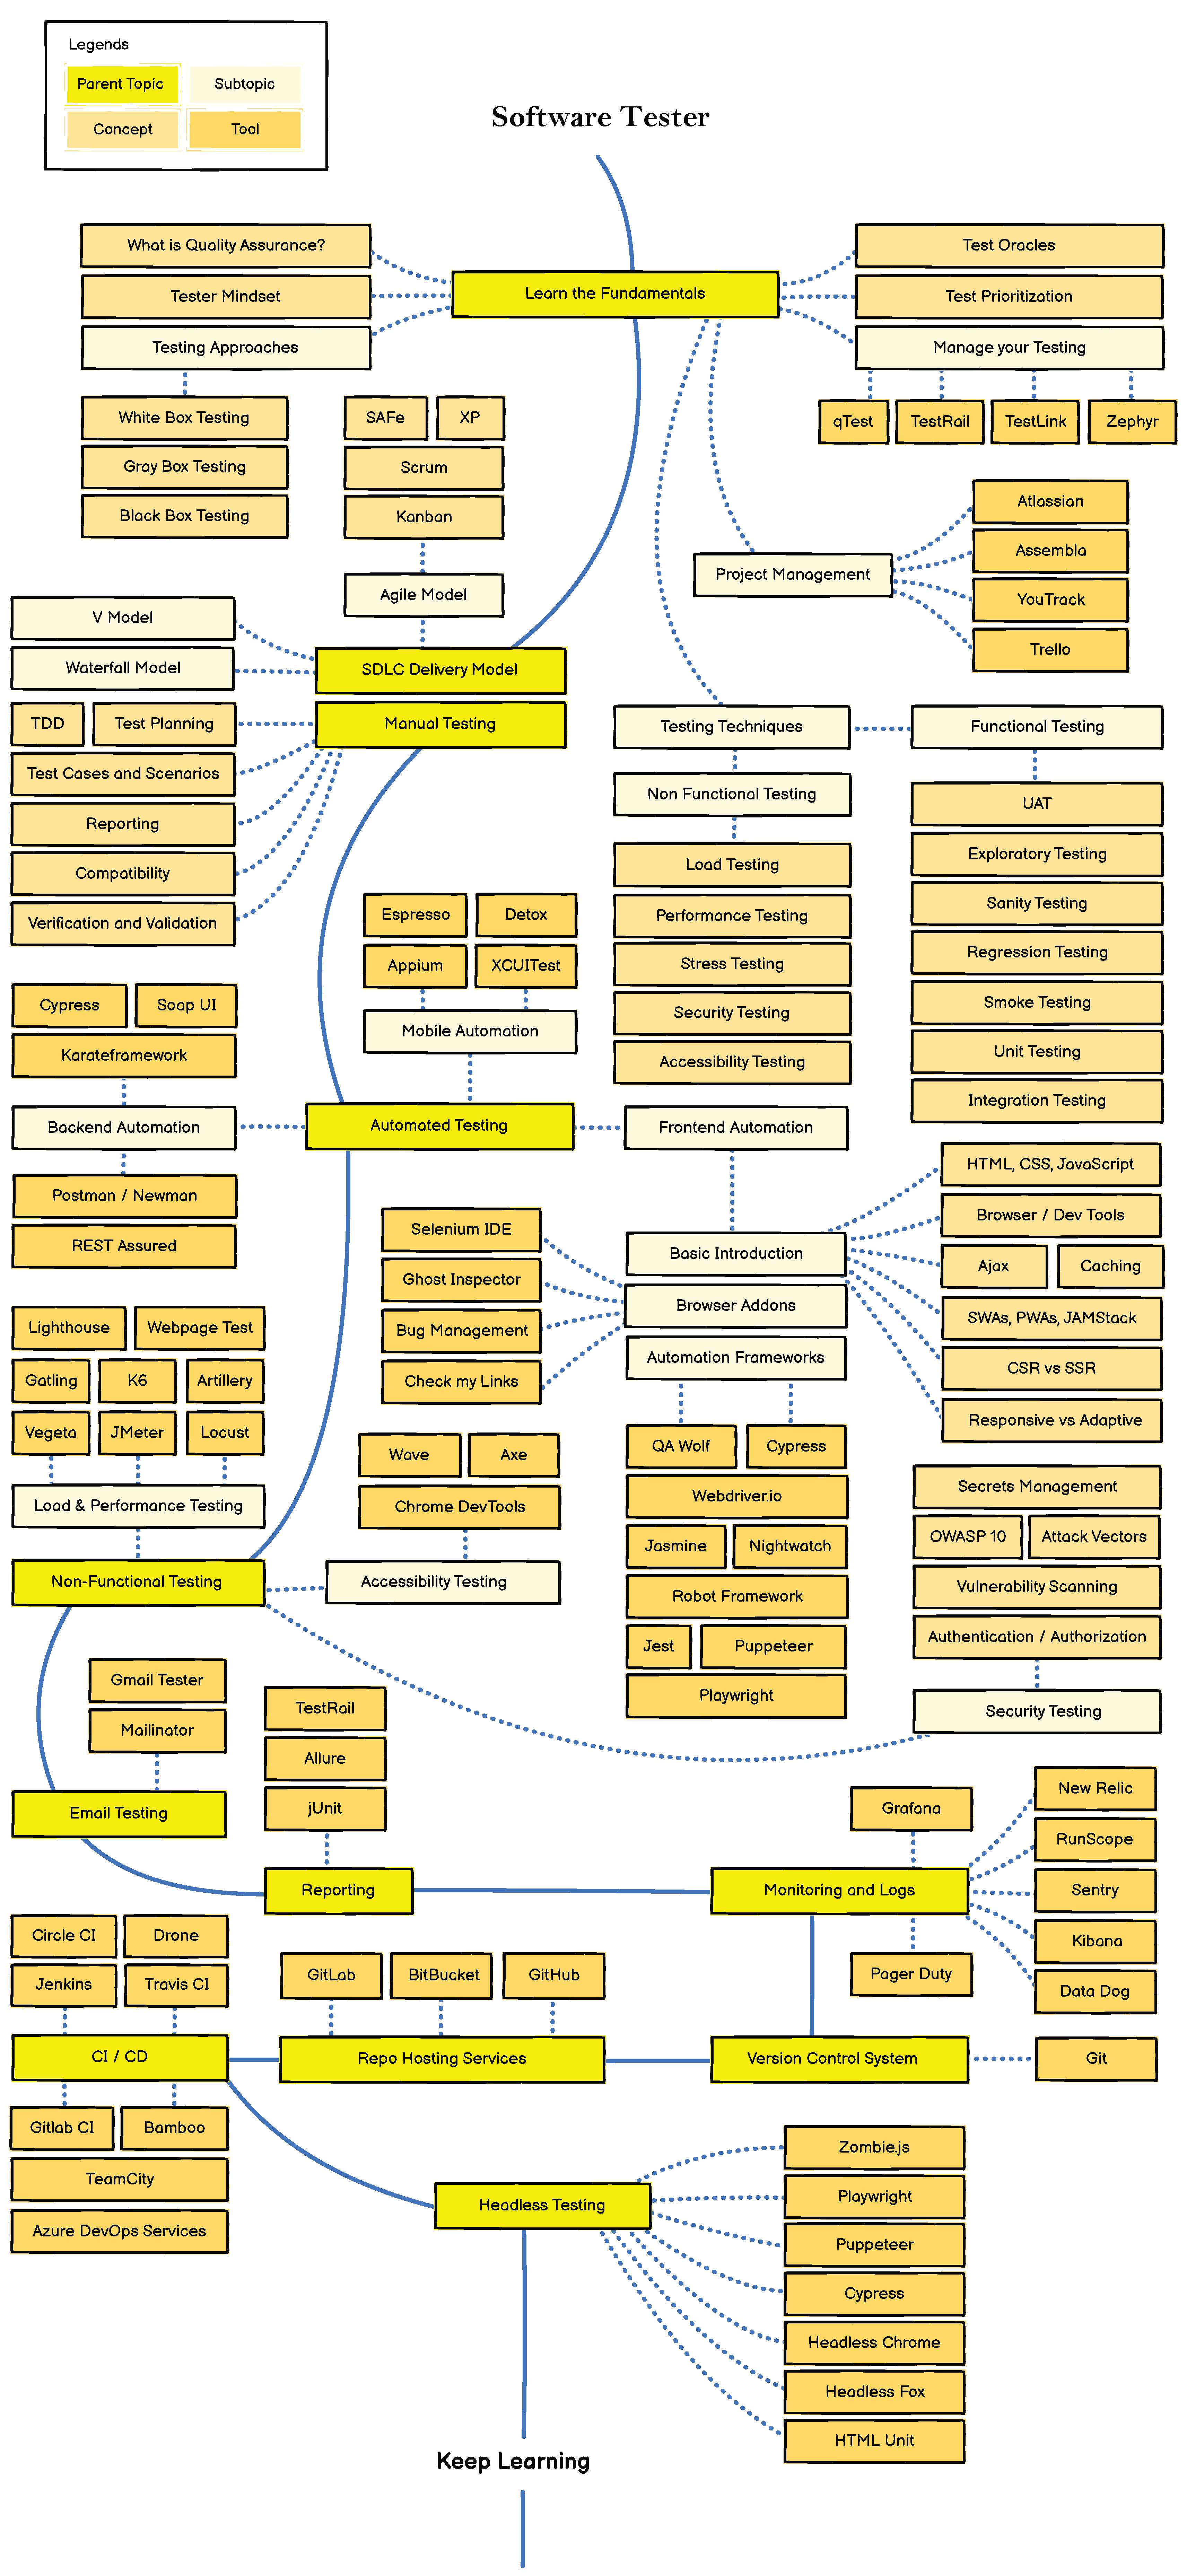 Legends
Parent Topic
Subtopic
Concept
Tool
Software Tester
What is Quality Assurance?
Tester Mindset
Testing Approaches
Learn the Fundamentals
Test Oracles
Test Prioritization
Manage your Testing
White Box Testing
Gray Box Testing
Black Box Testing
SAFe
XP
Scrum
Kanban
Agile Model
qTest
TestRail
TestLink
Zephyr
Project Management
Atlassian
Assembla
YouTrack
Trello
V Model
Waterfall Model
SDLC Delivery Model
Manual Testing
TDD
Test Planning
Test Cases and Scenarios
Reporting
Compatibility
Verification and Validation
Testing Techniques
Functional Testing
Non Functional Testing
Load Testing
Performance Testing
Stress Testing
Security Testing
Accessibility Testing
UAT
Exploratory Testing
Sanity Testing
Regression Testing
Smoke Testing
Unit Testing
Integration Testing
Espresso
Detox
Appium
XCUITest
Mobile Automation
Cypress
Soap UI
Karateframework
Backend Automation
Automated Testing
Frontend Automation
Postman / Newman
REST Assured
Selenium IDE
Ghost Inspector
Bug Management
Check my Links
Basic Introduction
Browser Addons
Automation Frameworks
HTML, CSS, JavaScript
Browser / Dev Tools
Ajax
Caching
SWAs, PWAs, JAMStack
CSR vs SSR
Responsive vs Adaptive
Lighthouse
Webpage Test
Gatling
K6
Artillery
Vegeta
JMeter
Locust
Load & Performance Testing
Non-Functional Testing
Wave
Axe
Chrome DevTools
Accessibility Testing
QA Wolf
Cypress
Webdriver.io
Jasmine
Nightwatch
Robot Framework
Jest
Puppeteer
Playwright
Secrets Management
OWASP 10
Attack Vectors
Vulnerability Scanning
Authentication / Authorization
Security Testing
Gmail Tester
Mailinator
Email Testing
TestRail
Allure
jUnit
Reporting
Grafana
Monitoring and Logs
Pager Duty
New Relic
RunScope
Sentry
Kibana
Data Dog
Circle CI
Drone
Jenkins
Travis CI
CI / CD
GitLab
BitBucket
GitHub
Repo Hosting Services
Version Control System
Git
Gitlab CI
Bamboo
TeamCity
Azure DevOps Services
Headless Testing
Zombie.js
Playwright
Puppeteer
Cypress
Headless Chrome
Headless Fox
HTML Unit
Keep Learning